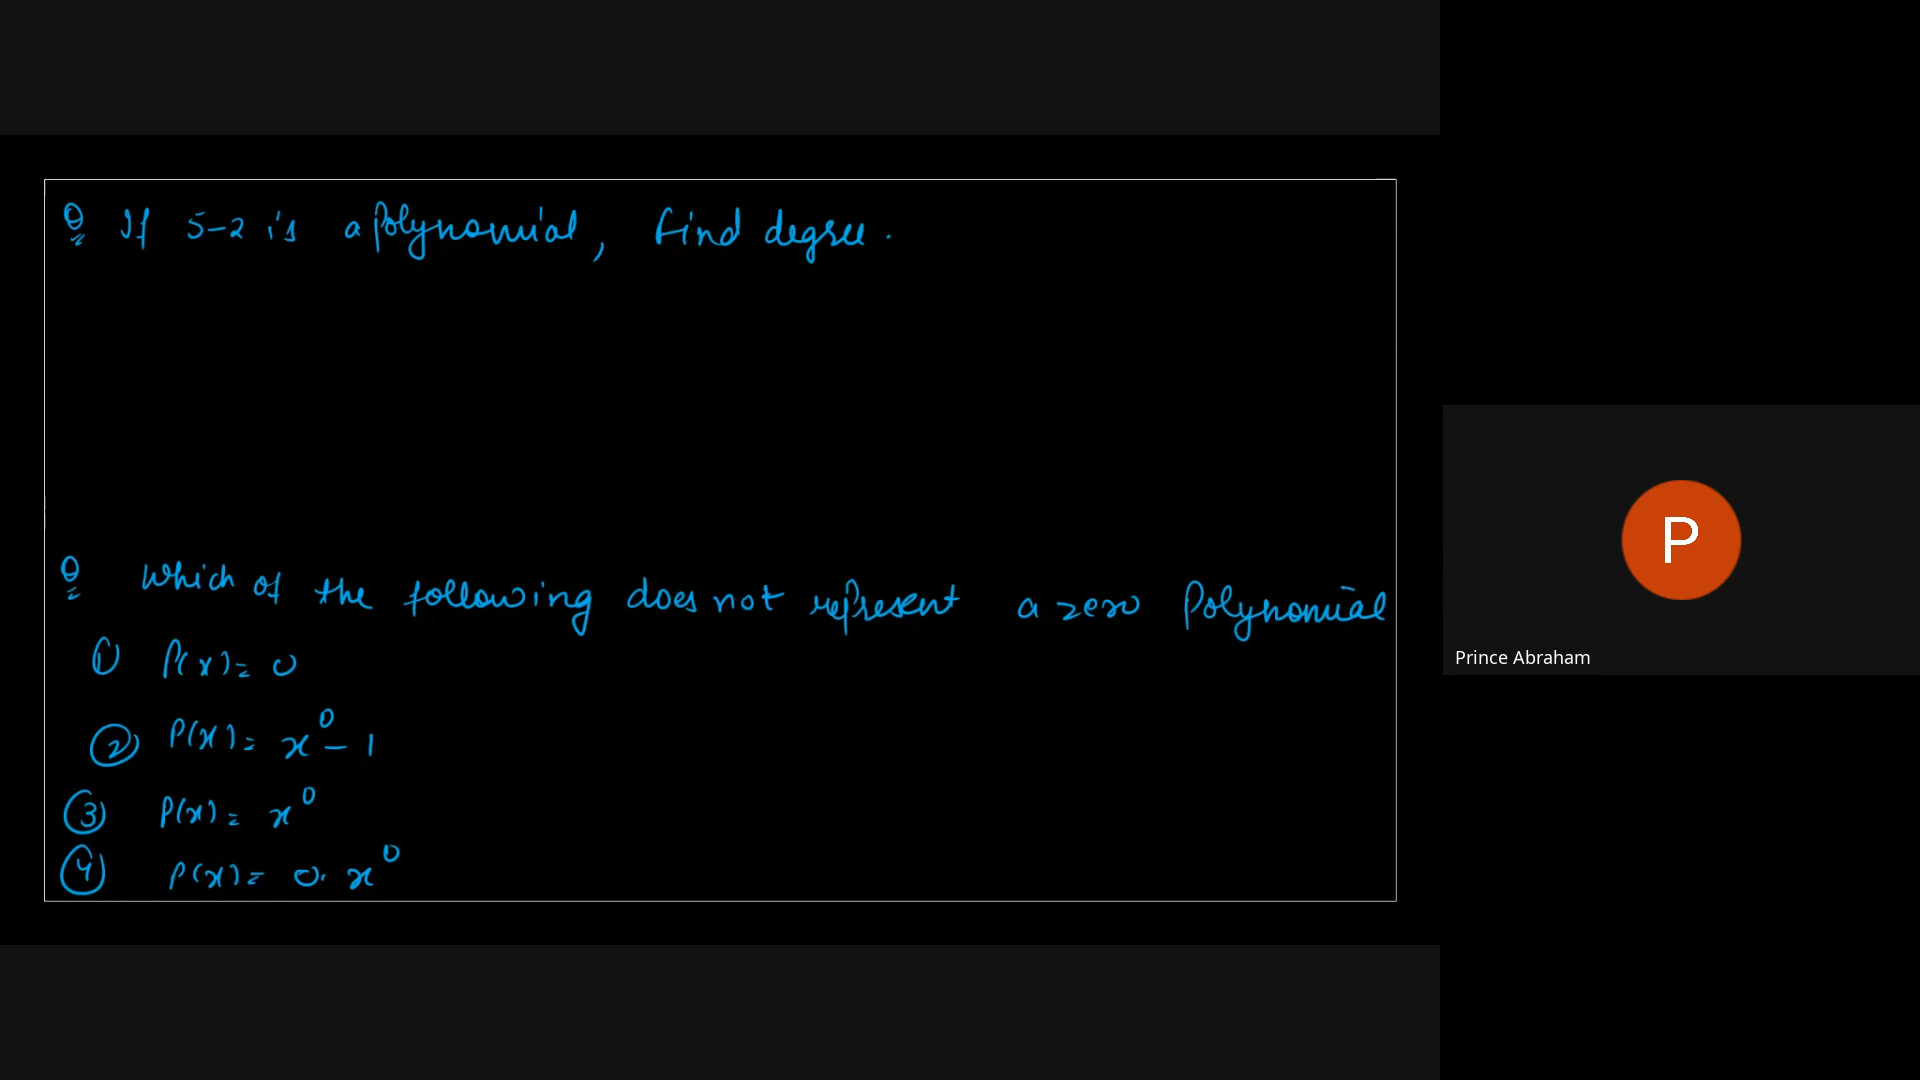 Q If 5-2 is a Polynomial, Find degree.
Q which of the following does not represent a zero Polynomial
① P(x) = 0
② P(x) = x⁰ - 1
③ P(x) = x⁰
④ P(x) = 0. x⁰
P
Prince Abraham